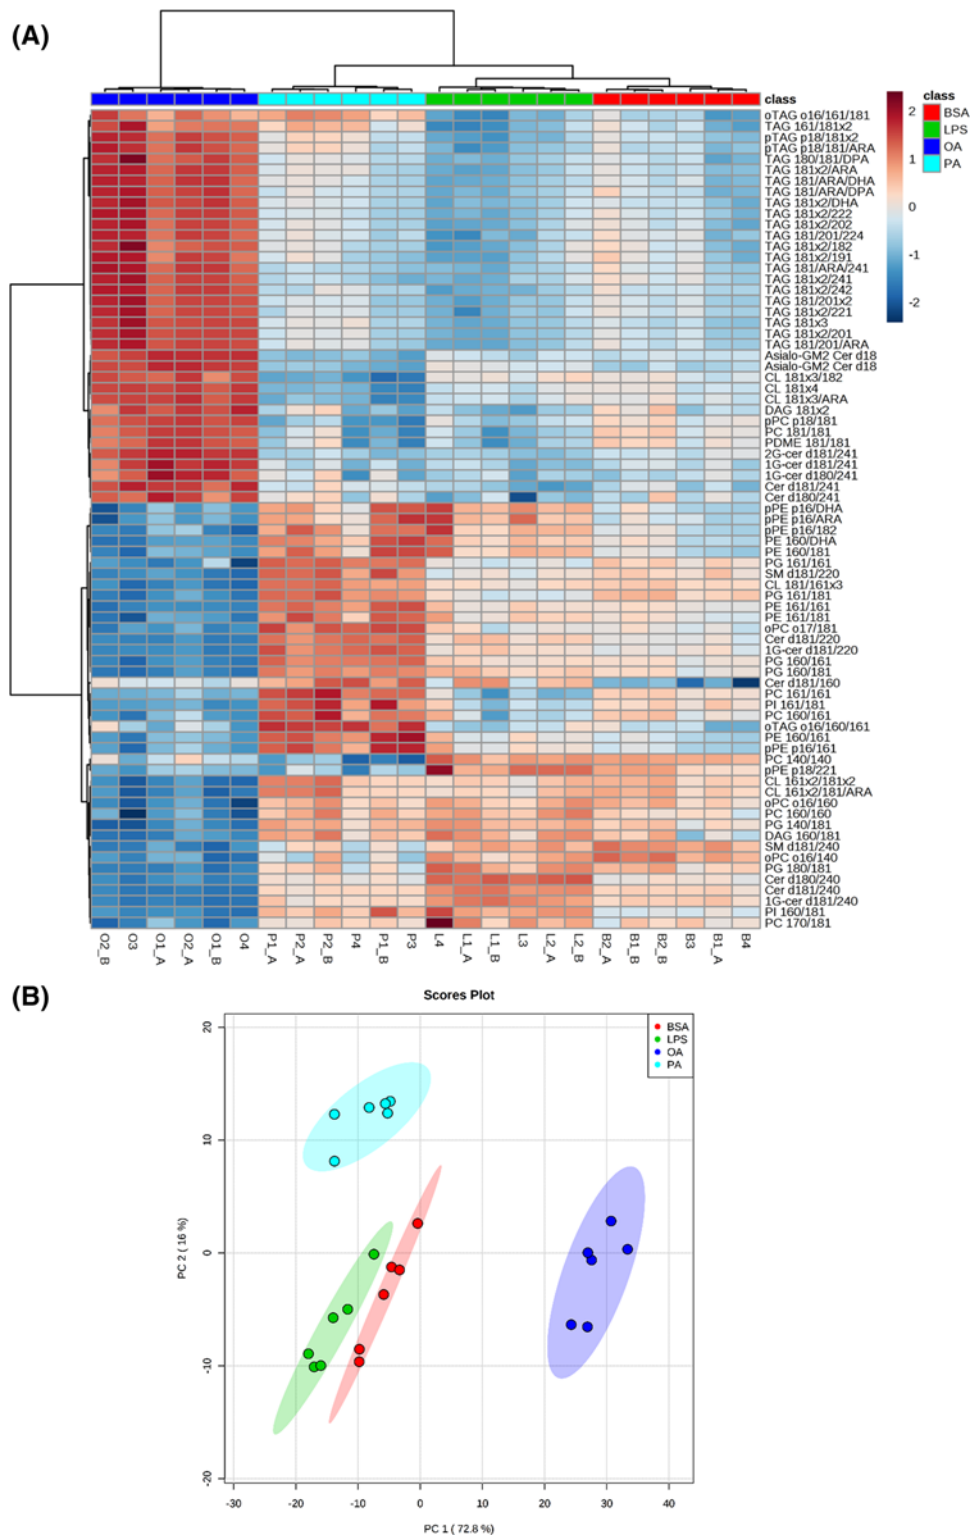 (A)
class
oTAG o16/161/181
TAG 161/181x2
pTAG p18/181x2
pTAG p18/181/ARA
TAG 180/181/DPA
TAG 181x2/ARA
TAG 181/ARA/DHA
TAG 181/ARA/DPA
TAG 181x2/DHA
TAG 181x2/222
TAG 181x2/202
TAG 181/201/224
TAG 181x2/182
TAG 181x2/191
TAG 181/ARA/241
TAG 181x2/241
TAG 181x2/242
TAG 181/201x2
TAG 181x2/221
TAG 181x3
TAG 181x2/201
TAG 181/201/ARA
Asialo-GM2 Cer d18
Asialo-GM2 Cer d18
CL 181x3/182
CL 181x4
CL 181x3/ARA
DAG 181x2
pPC p18/181
PC 181/181
PDME 181/181
2G-cer d181/241
1G-cer d181/241
1G-cer d180/241
Cer d181/241
Cer d180/241
pPE p16/DHA
pPE p16/ARA
pPE p16/182
PE 160/DHA
PE 160/181
PG 161/161
SM d181/220
CL 181/161x3
PG 161/181
PE 161/161
PE 161/181
oPC o17/181
Cer d181/220
1G-cer d181/220
PG 160/161
PG 160/181
Cer d181/160
PC 161/161
PI 161/181
PC 160/161
oTAG o16/160/161
PE 160/161
pPE p16/161
PC 140/140
pPE p18/221
CL 161x2/181x2
CL 161x2/181/ARA
oPC o16/160
PC 160/160
PG 140/181
DAG 160/181
SM d181/240
oPC o16/140
PG 180/181
Cer d180/240
Cer d181/240
1G-cer d181/240
PI 160/181
PC 170/181
class
BSA
LPS
OA
PA
2
1
0
-1
-2
O2_B
O3
O1_A
O2_A
O1_B
O4
P1_A
P2_A
P2_B
P4
P1_B
P3
L4
L1_A
L1_B
L3
L2_A
L2_B
B2_A
B1_B
B2_B
B3
B1_A
B4
(B)
Scores Plot
BSA
LPS
OA
PA
20
10
0
-10
-20
PC 2 ( 16 %)
-30 -20 -10 0 10 20 30 40
PC 1 ( 72.8 %)